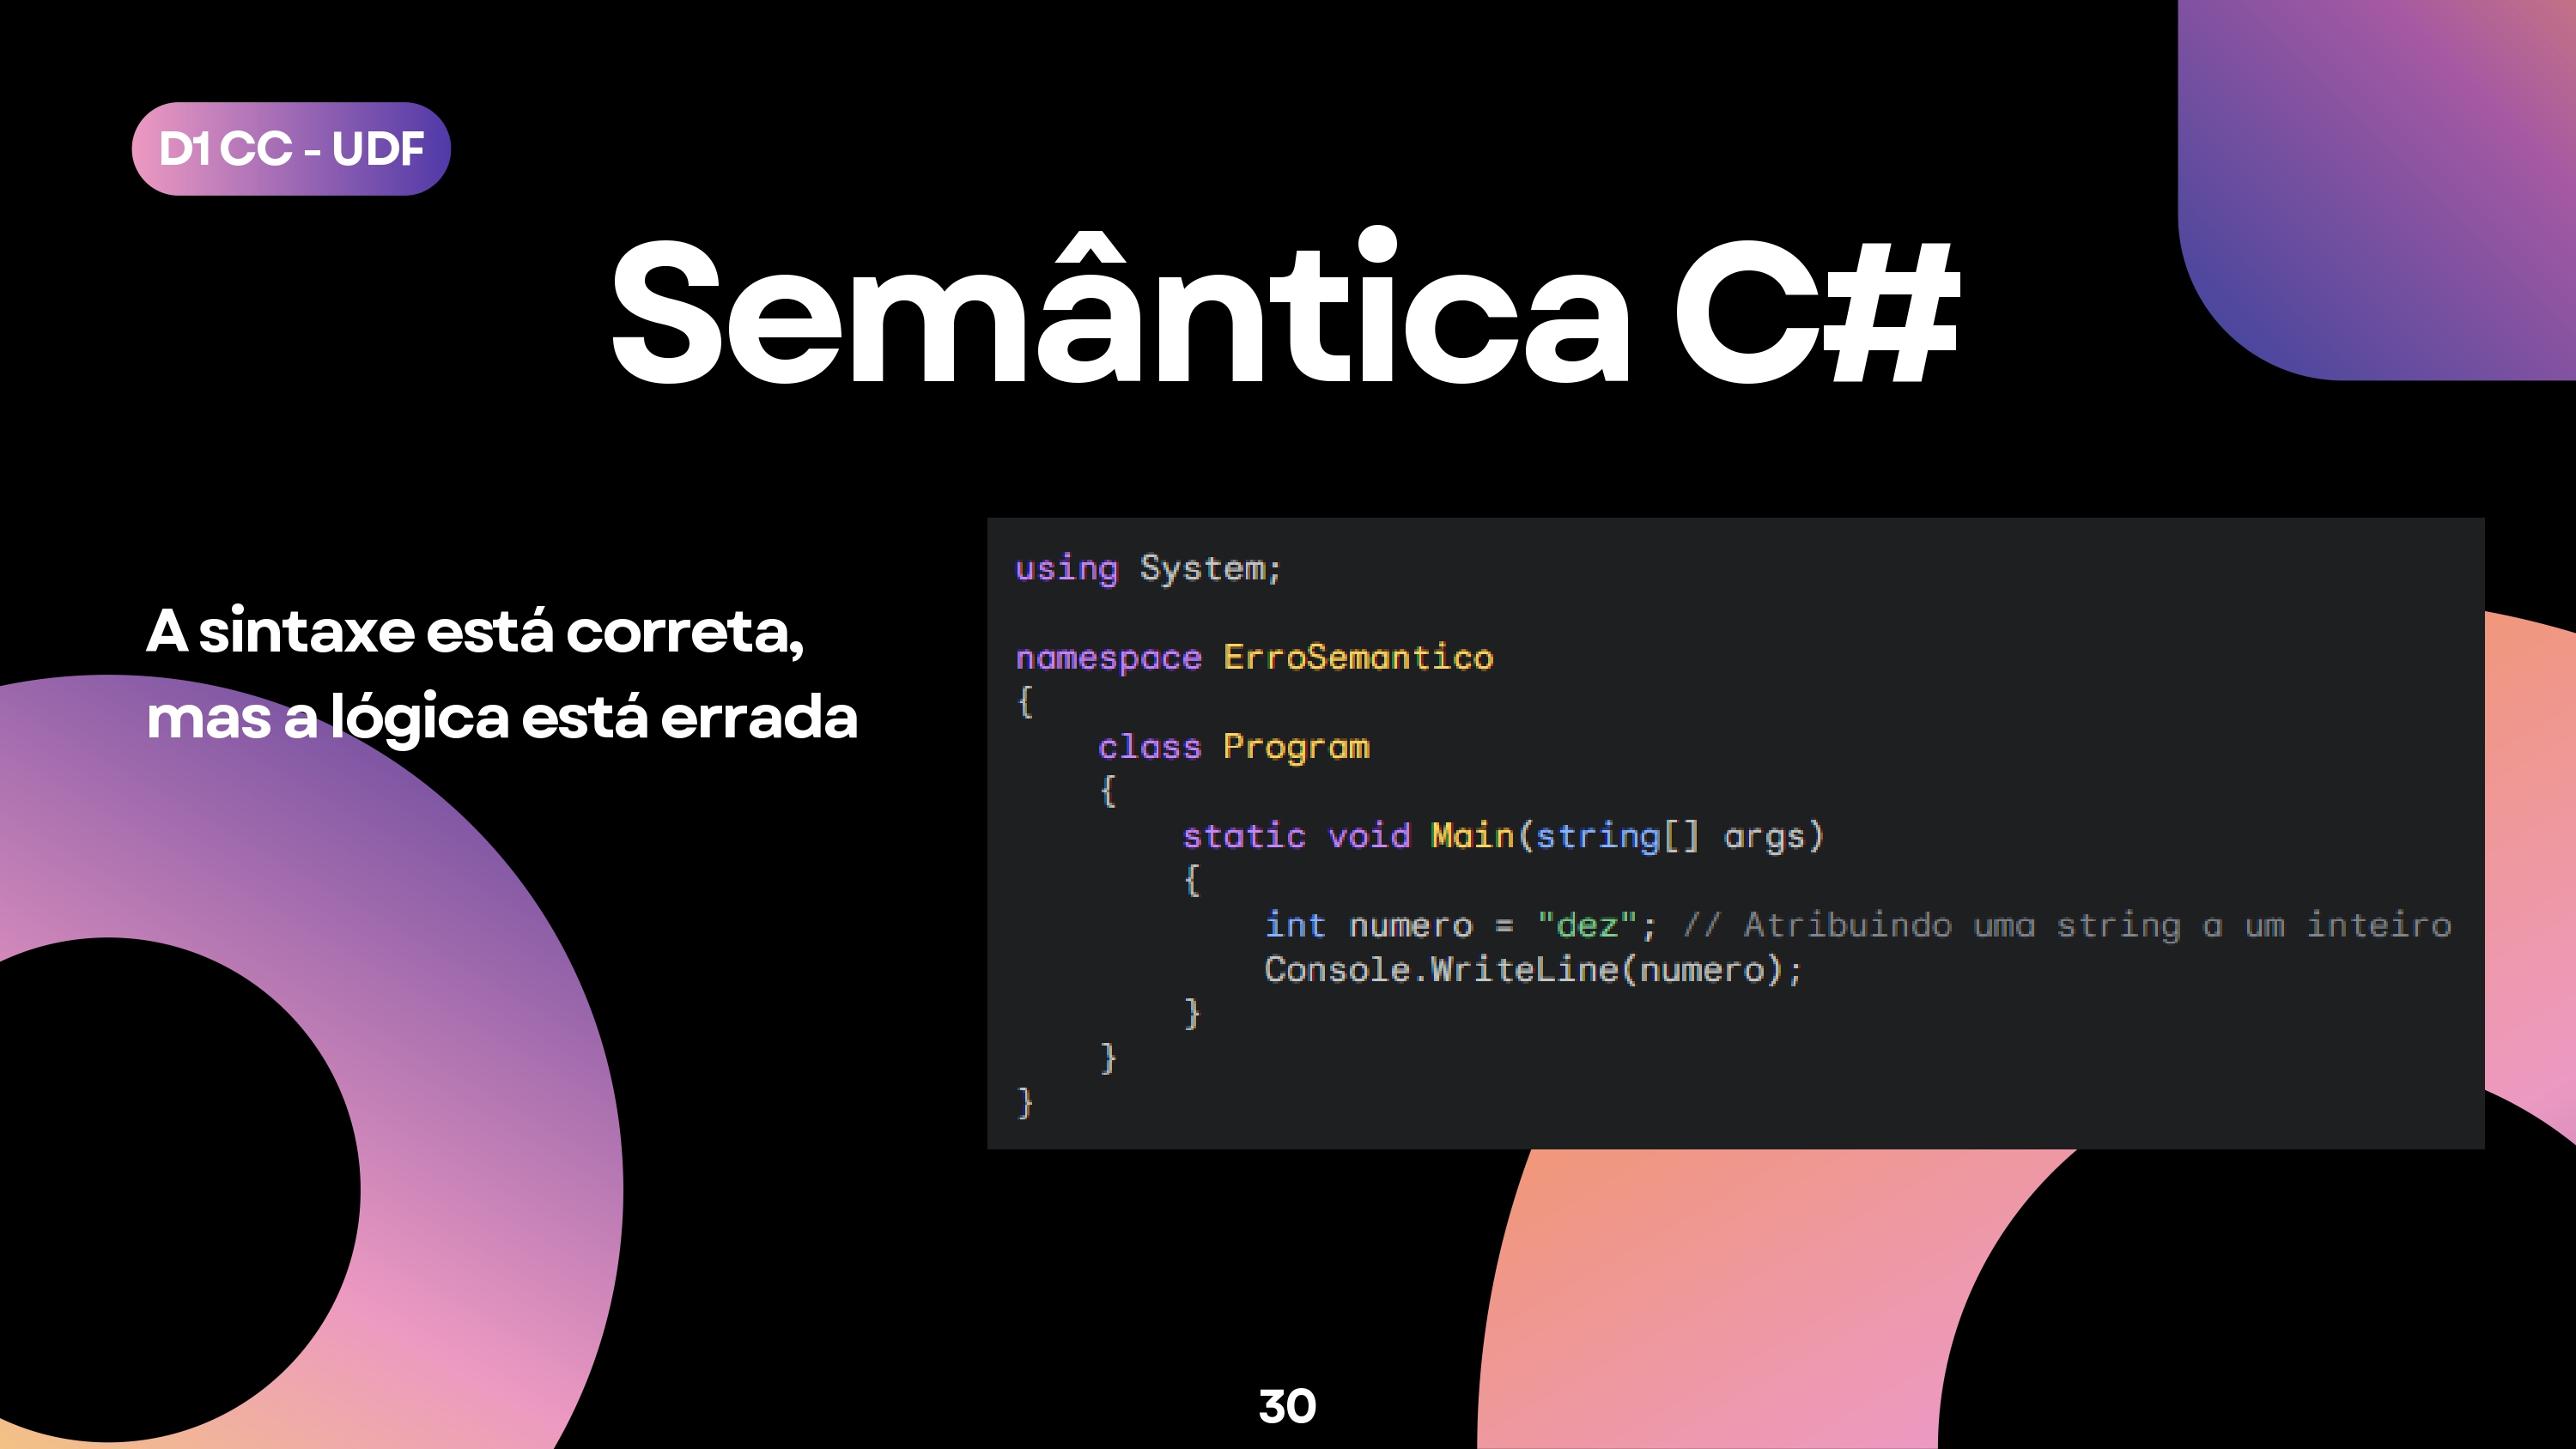 D1 CC - UDF
Semântica C#
A sintaxe está correta,
mas a lógica está errada
using System;
namespace ErroSemantico
{
    class Program
    {
        static void Main(string[] args)
        {
            int numero = "dez"; // Atribuindo uma string a um inteiro
            Console.WriteLine(numero);
        }
    }
}
30